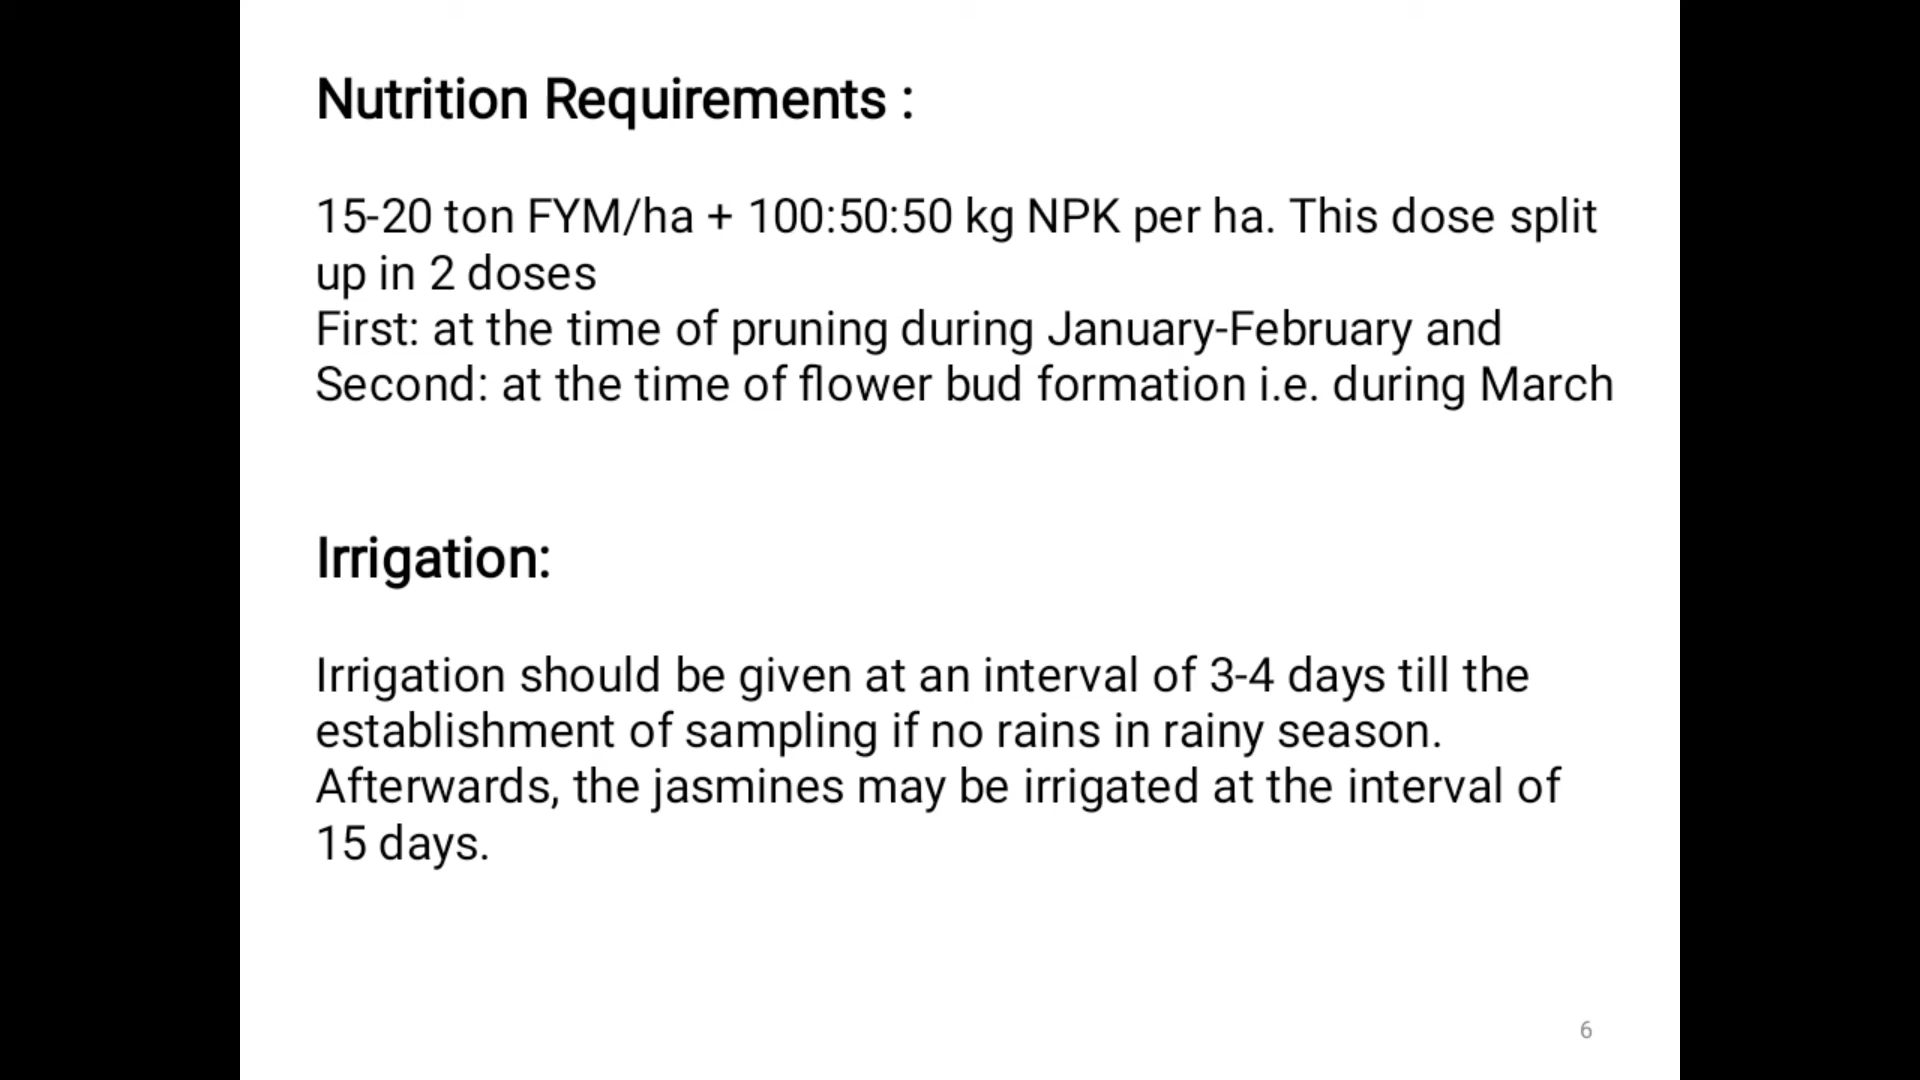 Nutrition Requirements :
15-20 ton FYM/ha + 100:50:50 kg NPK per ha. This dose split
up in 2 doses
First: at the time of pruning during January-February and
Second: at the time of flower bud formation i.e. during March
Irrigation:
Irrigation should be given at an interval of 3-4 days till the
establishment of sampling if no rains in rainy season.
Afterwards, the jasmines may be irrigated at the interval of
15 days.
6